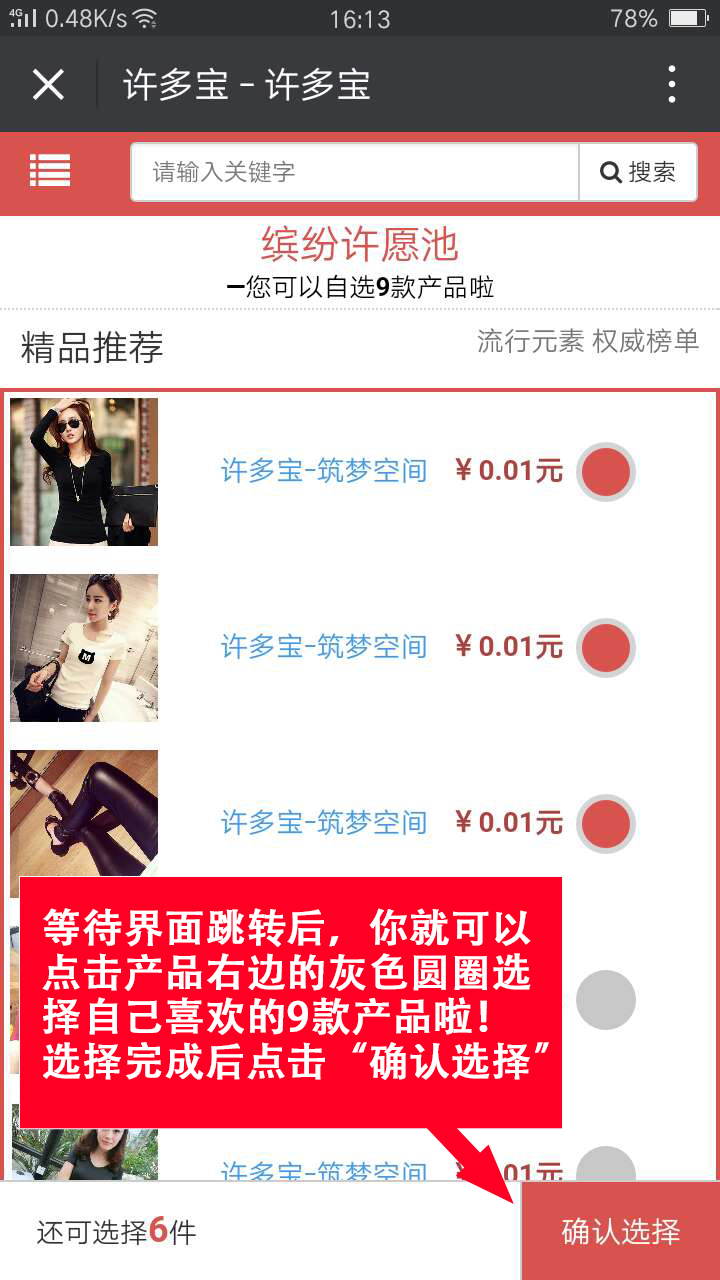 4G 0.48K/s 16:13 78%
许多宝 - 许多宝
请输入关键字 搜索
缤纷许愿池
—您可以自选9款产品啦
精品推荐 流行元素 权威榜单
许多宝-筑梦空间 ¥ 0.01元
许多宝-筑梦空间 ¥ 0.01元
M
许多宝-筑梦空间 ¥ 0.01元
等待界面跳转后，你就可以
点击产品右边的灰色圆圈选
择自己喜欢的9款产品啦！
选择完成后点击“确认选择”
许多宝-筑梦空间 ¥ 0.01元
还可选择6件 确认选择